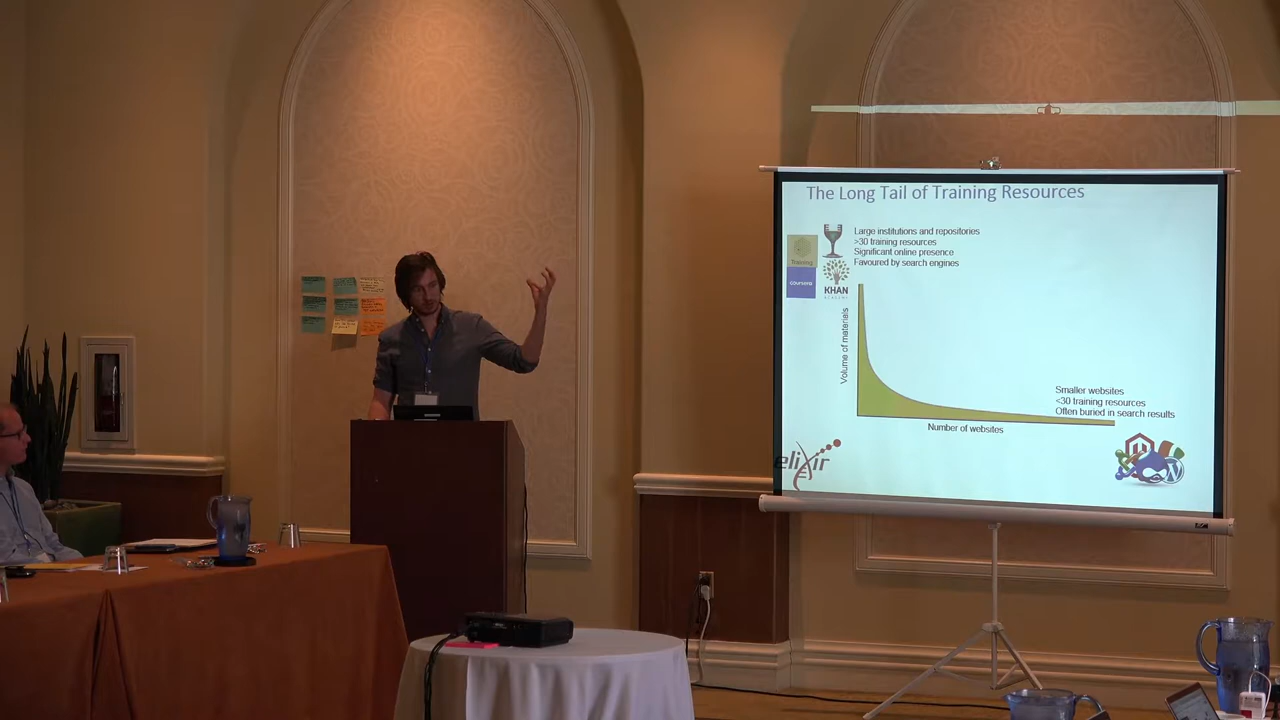 The Long Tail of Training Resources
Large institutions and repositories
>30 training resources
Significant online presence
Favoured by search engines
Training
coursera
KHAN
ACADEMY
Volume of materials
Smaller websites
<30 training resources
Often buried in search results
Number of websites
elixir